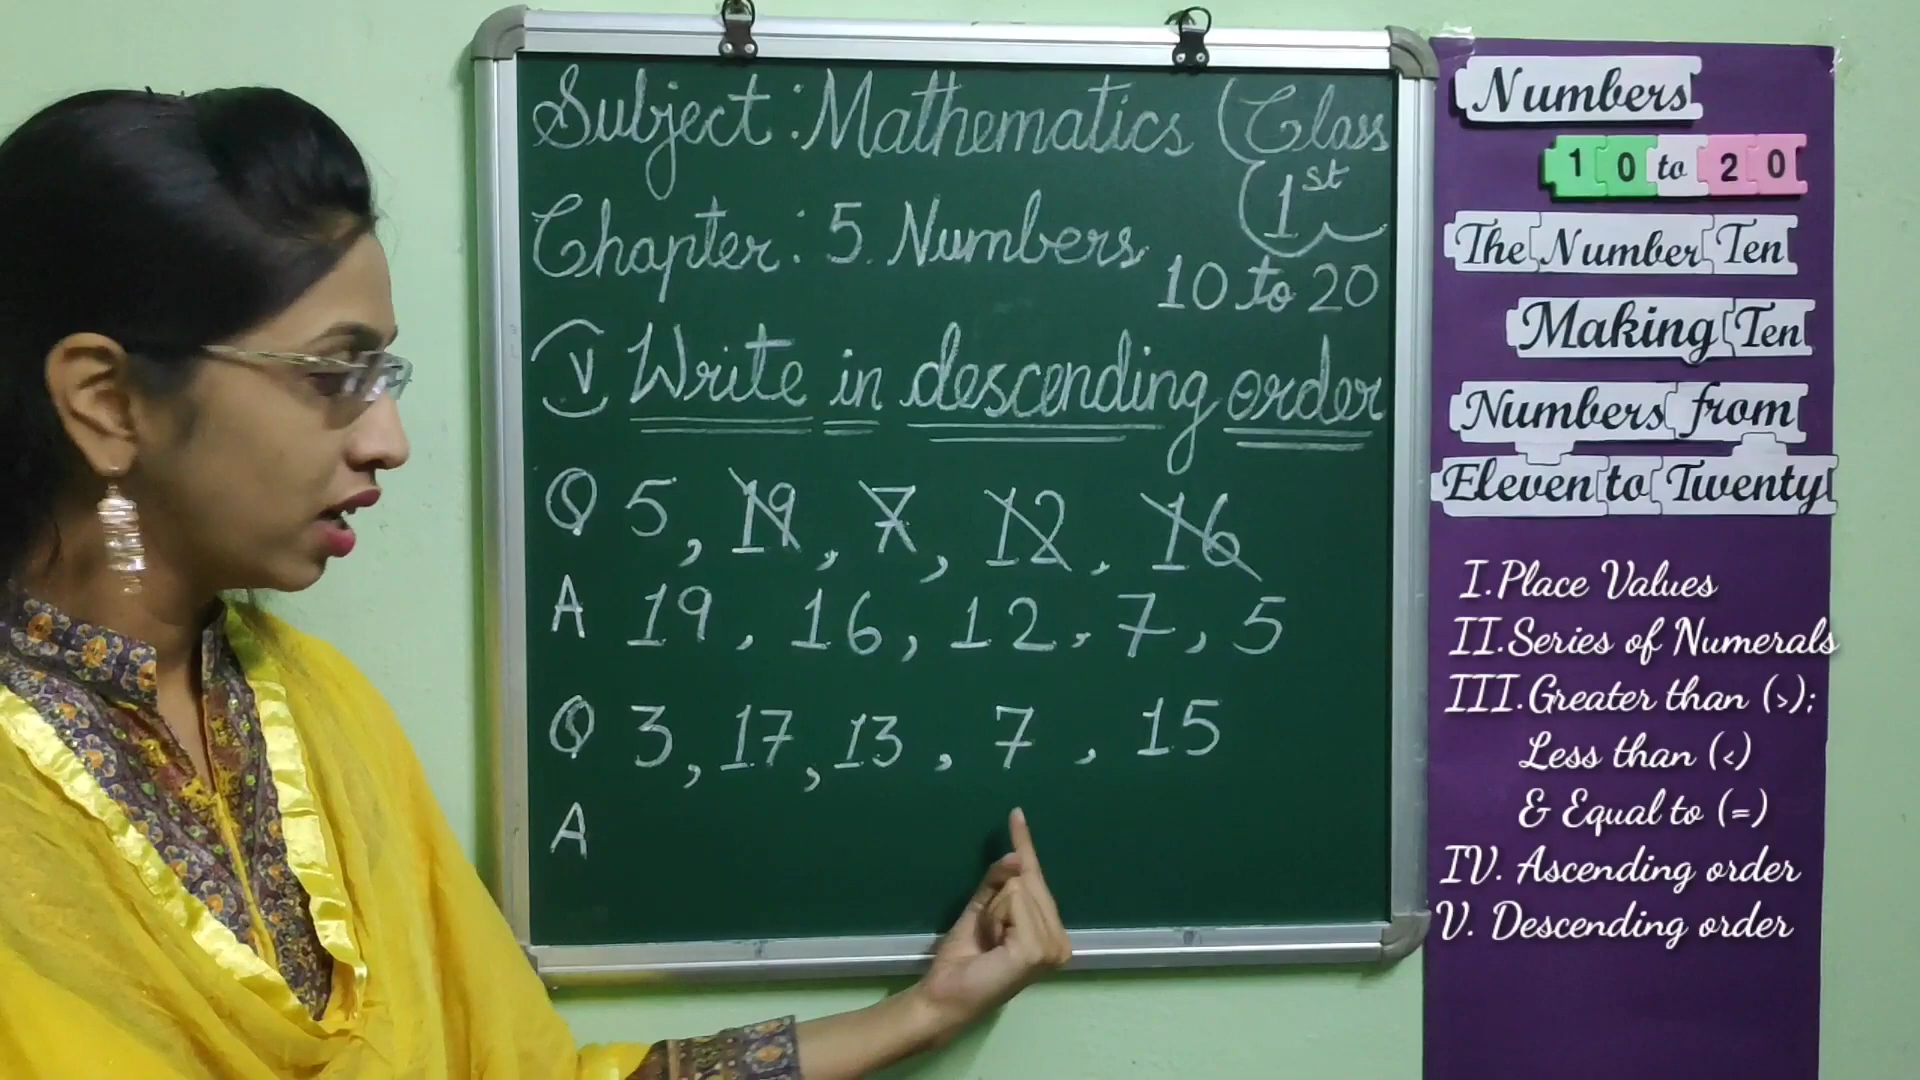 Subject : Mathematics (Class
1st
Chapter : 5. Numbers
10 to 20
(v) Write in descending order
Q 5, 19, 7, 12, 16
A 19, 16, 12, 7, 5
Q 3, 17, 13, 7, 15
A
Numbers
10 to 20
The Number Ten
Making Ten
Numbers from
Eleven to Twenty
I.Place Values
II.Series of Numerals
III.Greater than (>);
Less than (<)
& Equal to (=)
IV. Ascending order
V. Descending order